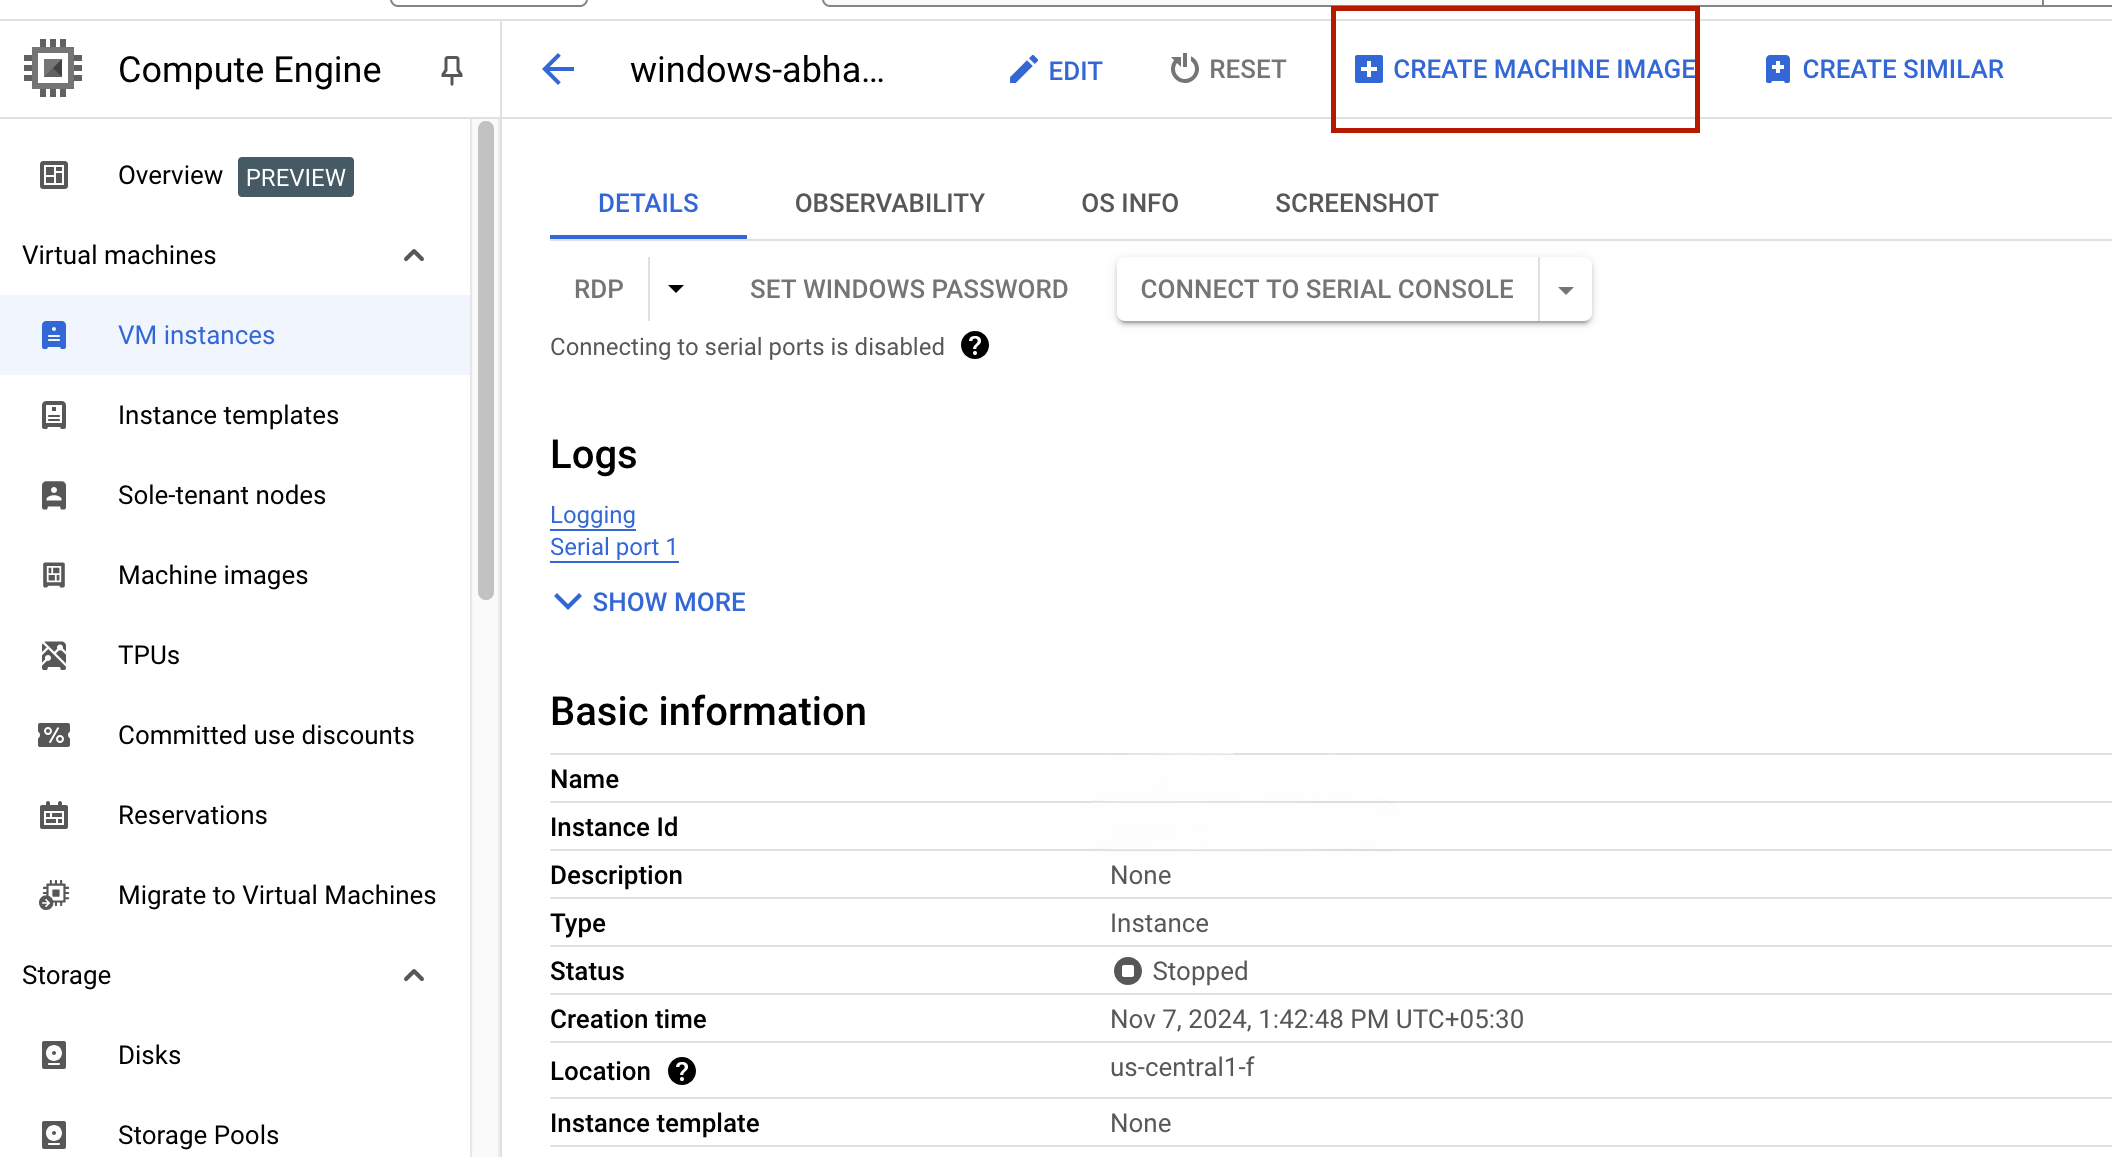 Compute Engine
windows-abha...
EDIT
RESET
CREATE MACHINE IMAGE
CREATE SIMILAR
Overview PREVIEW
Virtual machines
VM instances
Instance templates
Sole-tenant nodes
Machine images
TPUs
Committed use discounts
Reservations
Migrate to Virtual Machines
Storage
Disks
Storage Pools
DETAILS
OBSERVABILITY
OS INFO
SCREENSHOT
RDP
SET WINDOWS PASSWORD
CONNECT TO SERIAL CONSOLE
Connecting to serial ports is disabled
Logs
Logging
Serial port 1
SHOW MORE
Basic information
Name
Instance Id
Description None
Type Instance
Status Stopped
Creation time Nov 7, 2024, 1:42:48 PM UTC+05:30
Location us-central1-f
Instance template None